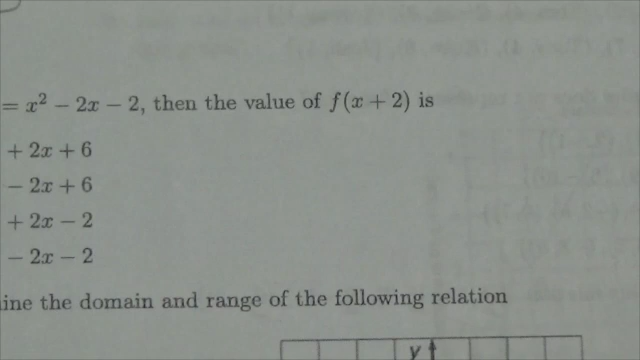 = x² − 2x − 2, then the value of f(x + 2) is
+ 2x + 6
− 2x + 6
+ 2x − 2
− 2x − 2
ine the domain and range of the following relation
y